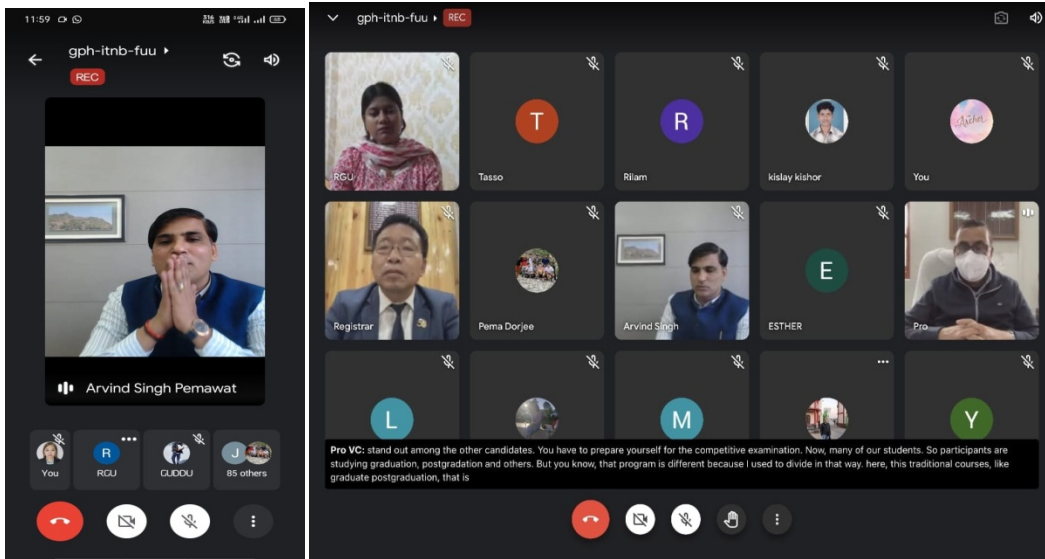 11:59
gph-itnb-fuu
REC
Arvind Singh Pemawat
R
J
You
RGU
GUDDU
85 others
gph-itnb-fuu
REC
RGU
T
Tasso
R
Rilam
kislay kishor
Archer
You
Registrar
Pema Dorjee
Arvind Singh
E
ESTHER
Pro
L
M
Y
Pro VC: stand out among the other candidates. You have to prepare yourself for the competitive examination. Now, many of our students. So participants are
studying graduation, postgradation and others. But you know, that program is different because I used to divide in that way. here, this traditional courses, like
graduate postgraduation, that is